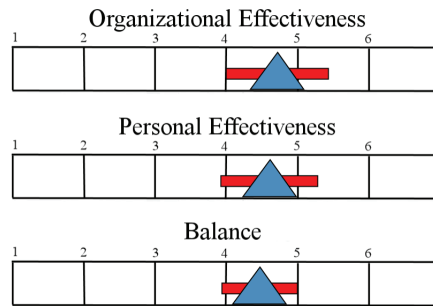 Organizational Effectiveness
1 2 3 4 5 6
Personal Effectiveness
1 2 3 4 5 6
Balance
1 2 3 4 5 6